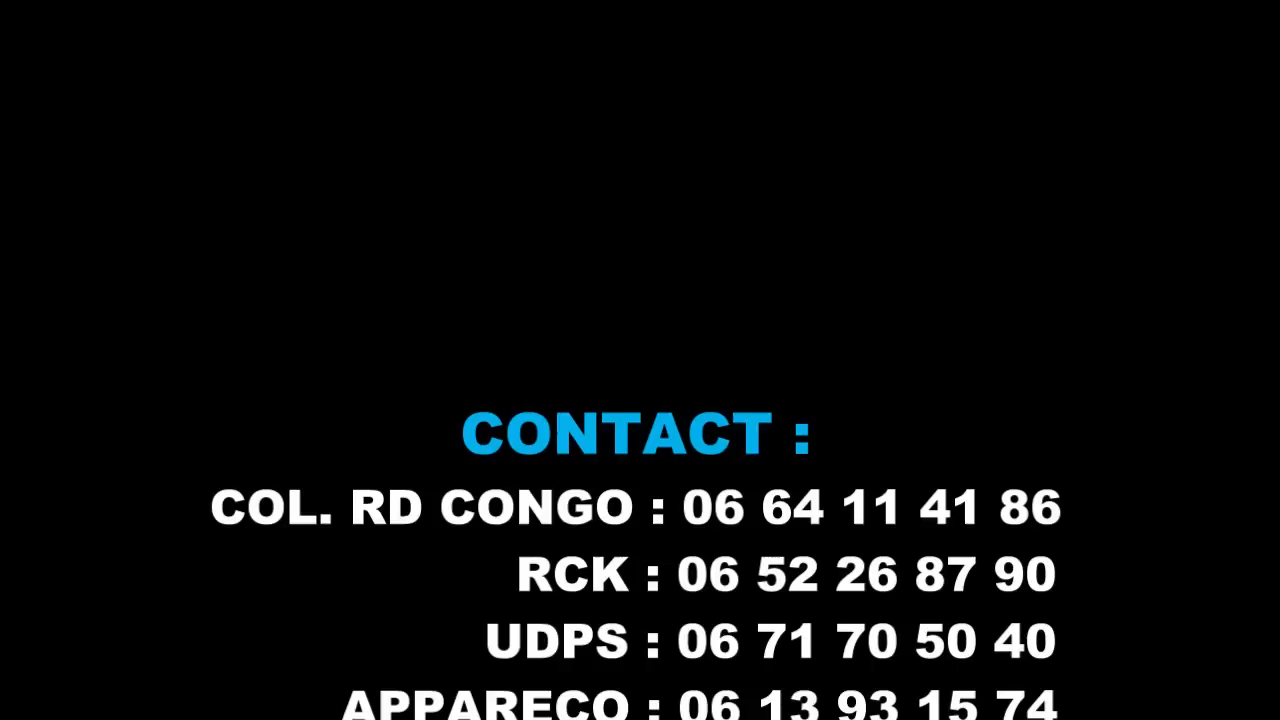 CONTACT :
COL. RD CONGO : 06 64 11 41 86
RCK : 06 52 26 87 90
UDPS : 06 71 70 50 40
APPARECO : 06 13 93 15 74